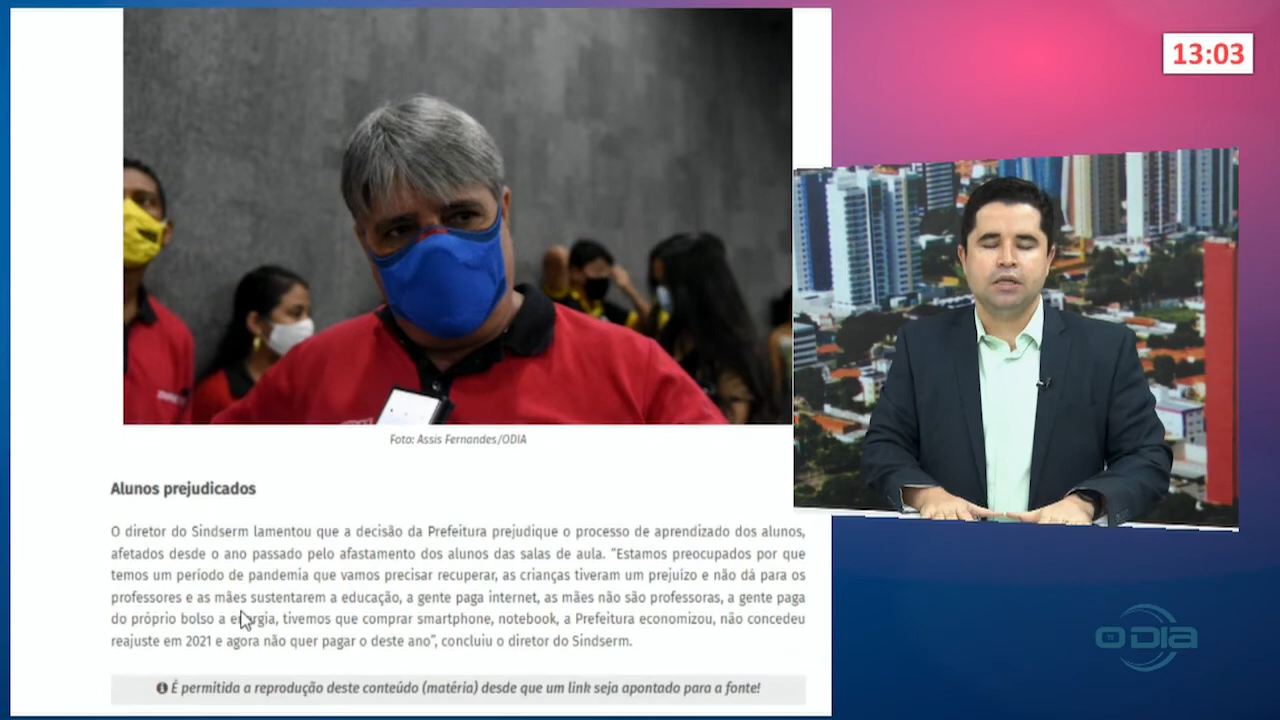 13:03
Foto: Assis Fernandes/ODIA
Alunos prejudicados
O diretor do Sindserm lamentou que a decisão da Prefeitura prejudique o processo de aprendizado dos alunos,
afetados desde o ano passado pelo afastamento dos alunos das salas de aula. "Estamos preocupados por que
temos um período de pandemia que vamos precisar recuperar, as crianças tiveram um prejuízo e não dá para os
professores e as mães sustentarem a educação, a gente paga internet, as mães não são professoras, a gente paga
do próprio bolso a energia, tivemos que comprar smartphone, notebook, a Prefeitura economizou, não concedeu
reajuste em 2021 e agora não quer pagar o deste ano", concluiu o diretor do Sindserm.
É permitida a reprodução deste conteúdo (matéria) desde que um link seja apontado para a fonte!
O DIA